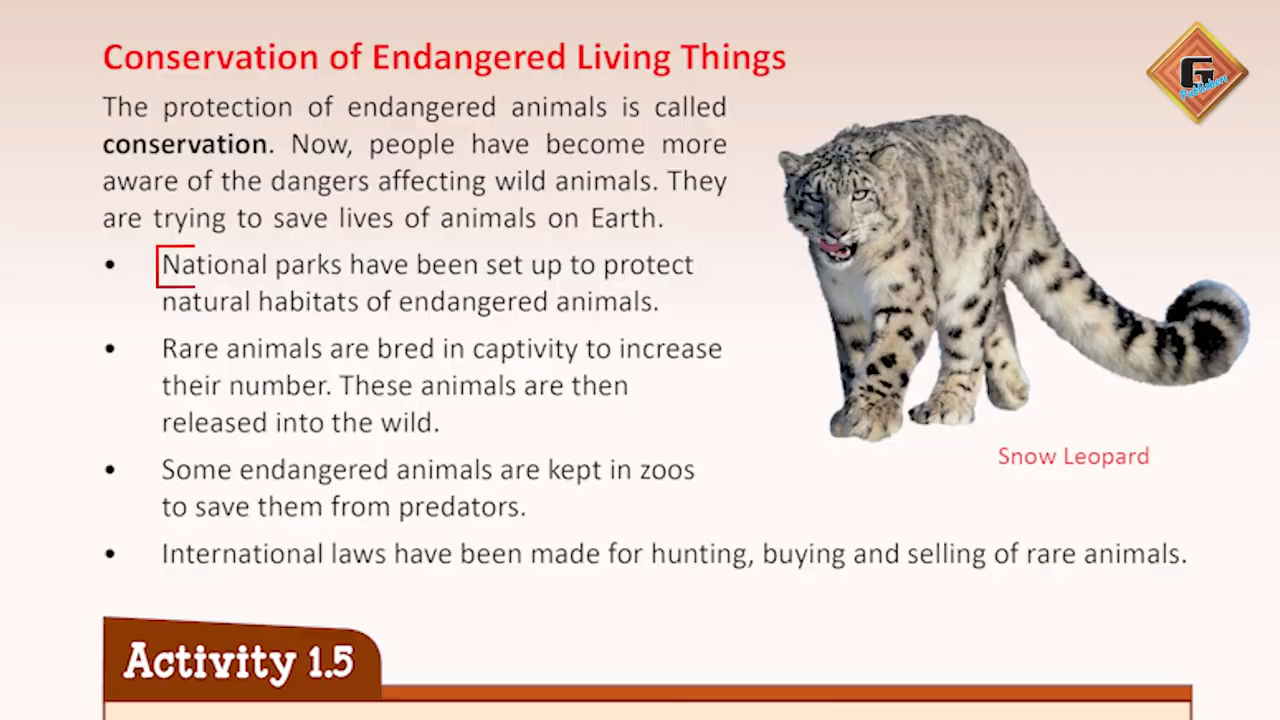 Conservation of Endangered Living Things
G
Publishers
The protection of endangered animals is called
conservation. Now, people have become more
aware of the dangers affecting wild animals. They
are trying to save lives of animals on Earth.
• National parks have been set up to protect
natural habitats of endangered animals.
• Rare animals are bred in captivity to increase
their number. These animals are then
released into the wild.
Snow Leopard
• Some endangered animals are kept in zoos
to save them from predators.
• International laws have been made for hunting, buying and selling of rare animals.
Activity 1.5